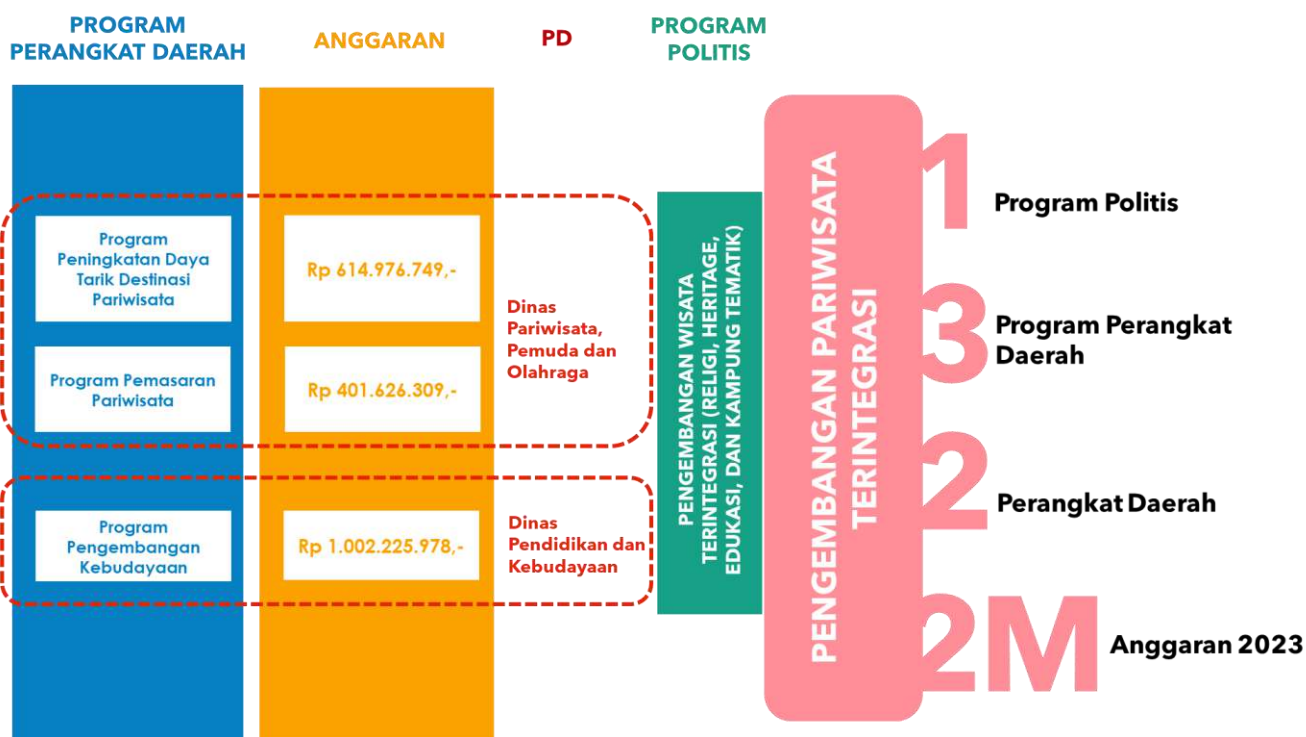 PROGRAM
PERANGKAT DAERAH
ANGGARAN
PD
PROGRAM
POLITIS
Program
Peningkatan Daya
Tarik Destinasi
Pariwisata
Rp 614.976.749,-
Program Pemasaran
Pariwisata
Rp 401.626.309,-
Dinas
Pariwisata,
Pemuda dan
Olahraga
Program
Pengembangan
Kebudayaan
Rp 1.002.225.978,-
Dinas
Pendidikan dan
Kebudayaan
PENGEMBANGAN WISATA
TERINTEGRASI (RELIGI, HERITAGE,
EDUKASI, DAN KAMPUNG TEMATIK)
PENGEMBANGAN PARIWISATA
TERINTEGRASI
1
Program Politis
3
Program Perangkat
Daerah
2
Perangkat Daerah
2M
Anggaran 2023